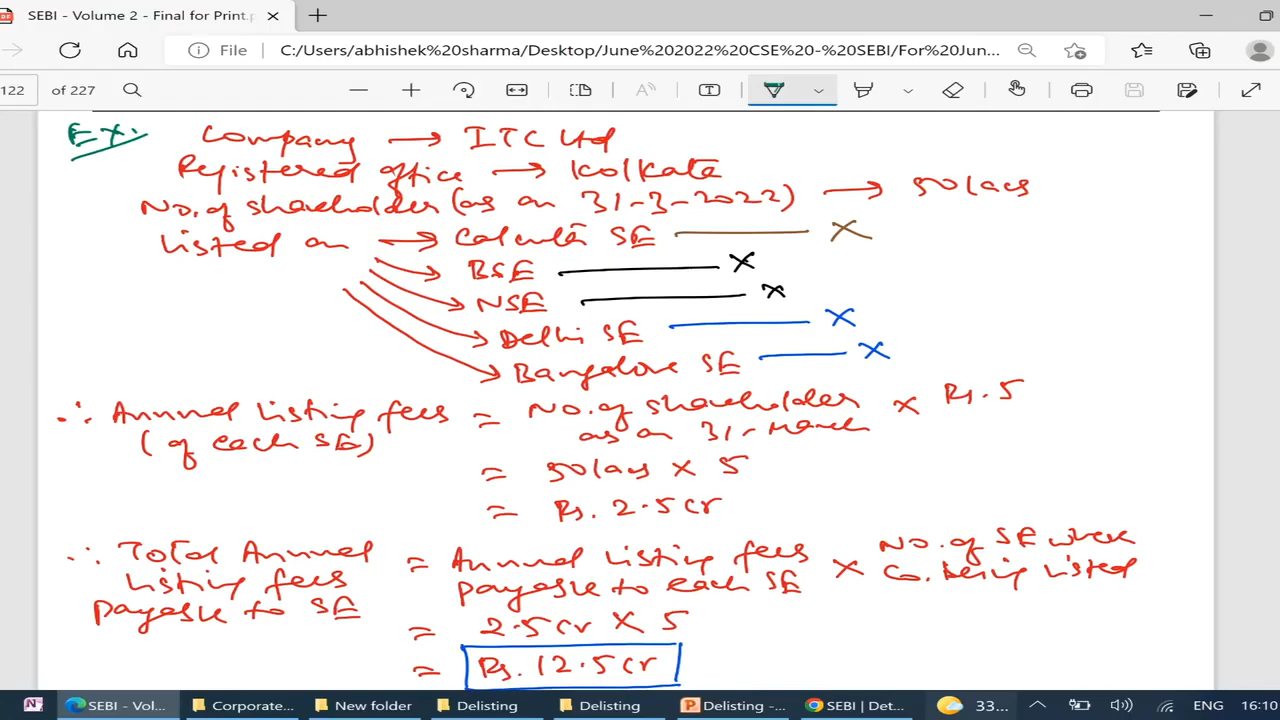 SEBI - Volume 2 - Final for Print.p
File C:/Users/abhishek%20sharma/Desktop/June%202022%20CSE%20-%20SEBI/For%20Jun...
122 of 227
Ex:
Company → ITC Ltd
Registered office → Kolkata
No. of shareholder (as on 31-3-2022) → 50 lacs
Listed on → Calcutta SE X
BSE X
NSE X
Delhi SE X
Bangalore SE X
∴ Annual Listing fees (of each SE) = No. of shareholder as on 31-March × Rs. 5
= 50 lacs × 5
= Rs. 2.5 cr
∴ Total Annual Listing fees payable to SE = Annual Listing fees payable to each SE × No. of SE where Co. being listed
= 2.5 cr × 5
= Rs. 12.5 cr
SEBI - Vol... Corporate... New folder Delisting Delisting Delisting -... SEBI | Det... 33... ENG 16:10